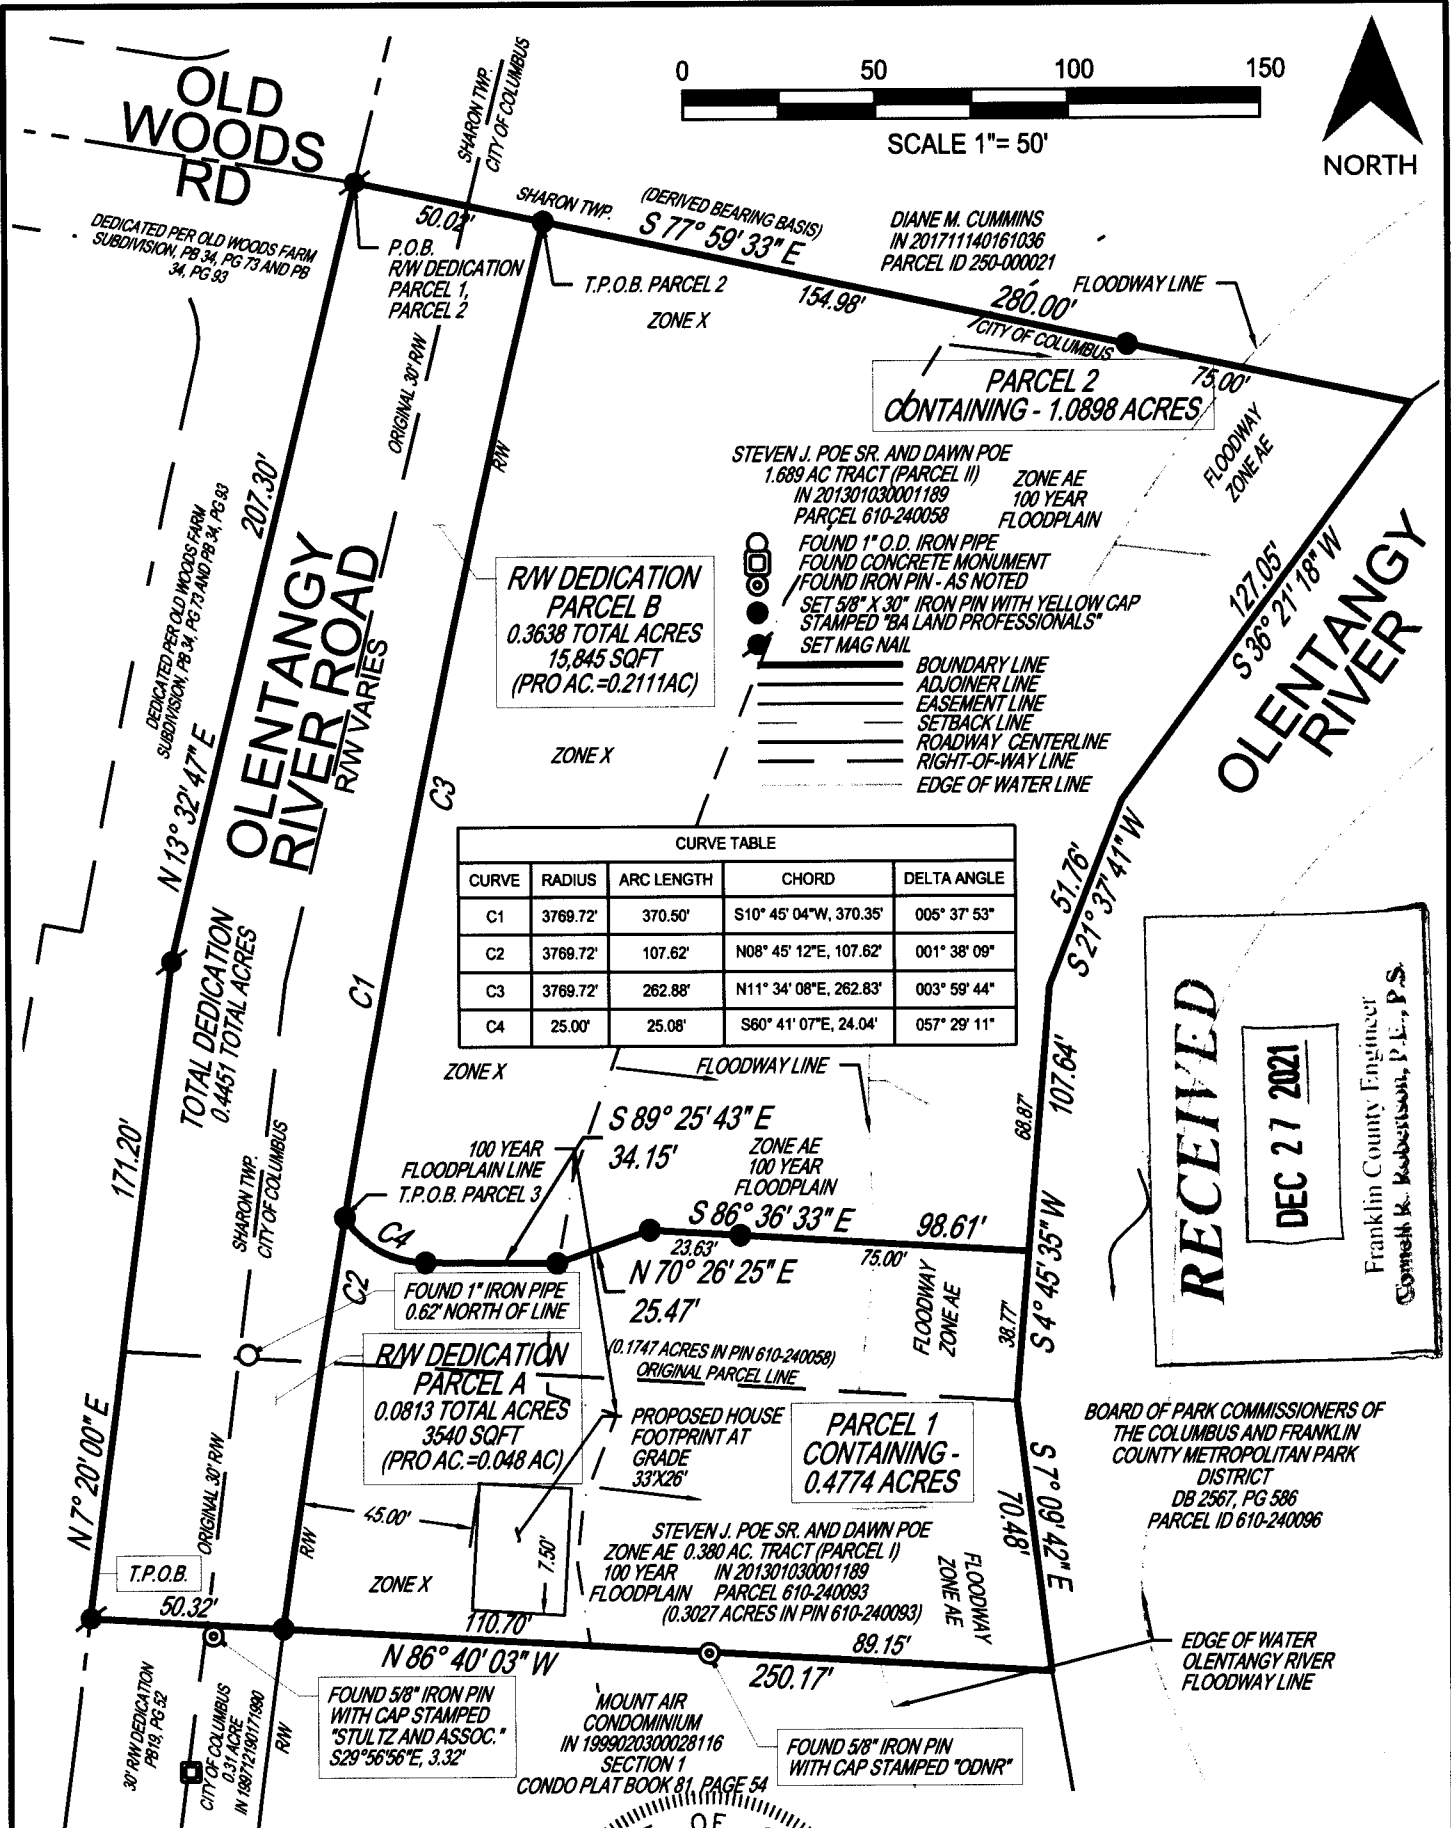 0 50 100 150
SCALE 1"= 50'
NORTH
OLD
WOODS
RD
SHARON TWP.
CITY OF COLUMBUS
DEDICATED PER OLD WOODS FARM
SUBDIVISION, PB 34, PG 73 AND PB
34, PG 93
50.02'
P.O.B.
R/W DEDICATION
PARCEL 1,
PARCEL 2
SHARON TWP.
(DERIVED BEARING BASIS)
S 77° 59' 33" E
T.P.O.B. PARCEL 2
154.98'
280.00'
ZONE X
DIANE M. CUMMINS
IN 201711140161036
PARCEL ID 250-000021
FLOODWAY LINE
CITY OF COLUMBUS
75.00'
PARCEL 2
CONTAINING - 1.0898 ACRES
ORIGINAL 30' R/W
R/W
FLOODWAY
ZONE AE
STEVEN J. POE SR. AND DAWN POE
1.689 AC TRACT (PARCEL II)
IN 201301030001189
PARCEL 610-240058
ZONE AE
100 YEAR
FLOODPLAIN
FOUND 1" O.D. IRON PIPE
FOUND CONCRETE MONUMENT
FOUND IRON PIN - AS NOTED
SET 5/8" X 30" IRON PIN WITH YELLOW CAP
STAMPED "BA LAND PROFESSIONALS"
SET MAG NAIL
BOUNDARY LINE
ADJOINER LINE
EASEMENT LINE
SETBACK LINE
ROADWAY CENTERLINE
RIGHT-OF-WAY LINE
EDGE OF WATER LINE
207.30'
DEDICATED PER OLD WOODS FARM
SUBDIVISION, PB 34, PG 73 AND PB 34, PG 93
N 13° 32' 47" E
OLENTANGY
RIVER ROAD
R/W VARIES
R/W DEDICATION
PARCEL B
0.3638 TOTAL ACRES
15,845 SQFT
(PRO AC.=0.2111AC)
ZONE X
127.05'
S 36° 21' 18" W
OLENTANGY
RIVER
C3
CURVE TABLE
CURVE RADIUS ARC LENGTH CHORD DELTA ANGLE
C1 3769.72' 370.50' S10° 45' 04"W, 370.35' 005° 37' 53"
C2 3769.72' 107.62' N08° 45' 12"E, 107.62' 001° 38' 09"
C3 3769.72' 262.88' N11° 34' 08"E, 262.83' 003° 59' 44"
C4 25.00' 25.08' S60° 41' 07"E, 24.04' 057° 29' 11"
51.76'
S 21° 37' 41" W
C1
TOTAL DEDICATION
0.4451 TOTAL ACRES
RECEIVED
DEC 27 2021
Franklin County Engineer
Cornell R. Robertson, P.E., P.S.
ZONE X
FLOODWAY LINE
68.87'
107.64'
S 89° 25' 43" E
34.15'
100 YEAR
FLOODPLAIN LINE
T.P.O.B. PARCEL 3
ZONE AE
100 YEAR
FLOODPLAIN
171.20'
SHARON TWP.
CITY OF COLUMBUS
C4
S 86° 36' 33" E
98.61'
23.63'
75.00'
N 70° 26' 25" E
25.47'
S 4° 45' 35" W
38.77'
C2
FOUND 1" IRON PIPE
0.62' NORTH OF LINE
FLOODWAY
ZONE AE
(0.1747 ACRES IN PIN 610-240058)
ORIGINAL PARCEL LINE
R/W DEDICATION
PARCEL A
0.0813 TOTAL ACRES
3540 SQFT
(PRO AC.=0.048 AC)
PROPOSED HOUSE
FOOTPRINT AT
GRADE
33'X26'
PARCEL 1
CONTAINING -
0.4774 ACRES
BOARD OF PARK COMMISSIONERS OF
THE COLUMBUS AND FRANKLIN
COUNTY METROPOLITAN PARK
DISTRICT
DB 2567, PG 586
PARCEL ID 610-240096
N 7° 20' 00" E
ORIGINAL 30' R/W
R/W
45.00'
7.50'
S 7° 09' 42" E
70.48'
STEVEN J. POE SR. AND DAWN POE
0.380 AC. TRACT (PARCEL I)
IN 201301030001189
PARCEL 610-240093
(0.3027 ACRES IN PIN 610-240093)
ZONE AE
100 YEAR
FLOODPLAIN
FLOODWAY
ZONE AE
T.P.O.B.
ZONE X
50.32'
110.70'
89.15'
N 86° 40' 03" W
250.17'
EDGE OF WATER
OLENTANGY RIVER
FLOODWAY LINE
30' R/W DEDICATION
PB19, PG 52
CITY OF COLUMBUS
0.31 ACRE
IN 199712190171990
R/W
FOUND 5/8" IRON PIN
WITH CAP STAMPED
"STULTZ AND ASSOC."
S29°56'56"E, 3.32'
MOUNT AIR
CONDOMINIUM
IN 1999020300028116
SECTION 1
CONDO PLAT BOOK 81, PAGE 54
FOUND 5/8" IRON PIN
WITH CAP STAMPED "ODNR"
OF